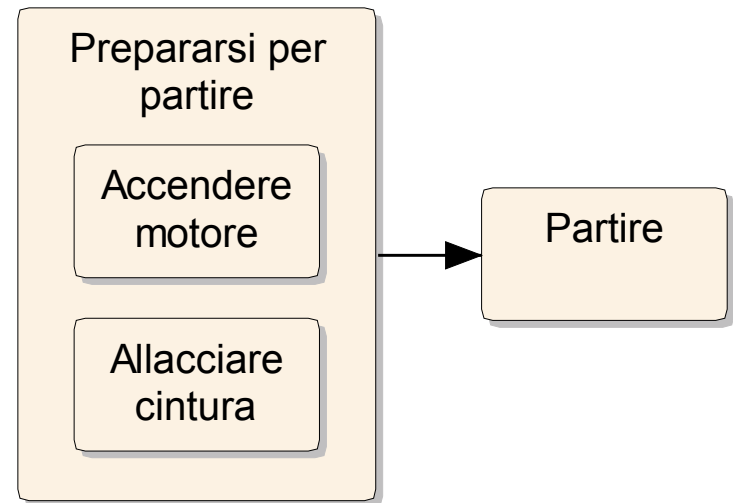 Prepararsi per
partire
Accendere
motore
Allacciare
cintura
Partire